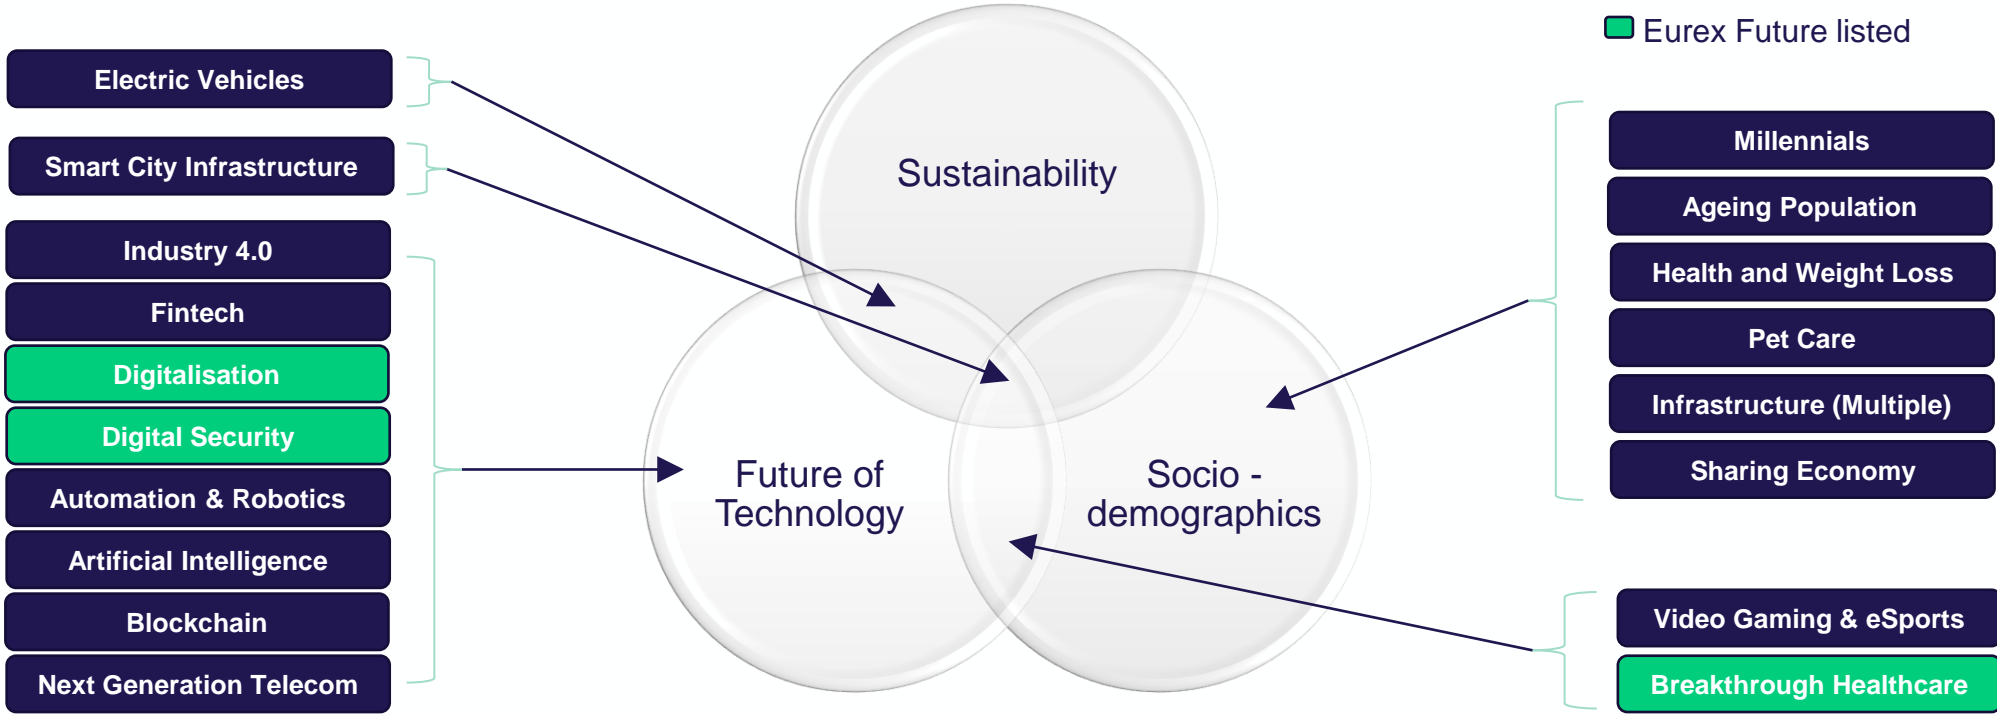 Eurex Future listed
Electric Vehicles
Smart City Infrastructure
Industry 4.0
Fintech
Digitalisation
Digital Security
Automation & Robotics
Artificial Intelligence
Blockchain
Next Generation Telecom
Sustainability
Future of
Technology
Socio -
demographics
Millennials
Ageing Population
Health and Weight Loss
Pet Care
Infrastructure (Multiple)
Sharing Economy
Video Gaming & eSports
Breakthrough Healthcare